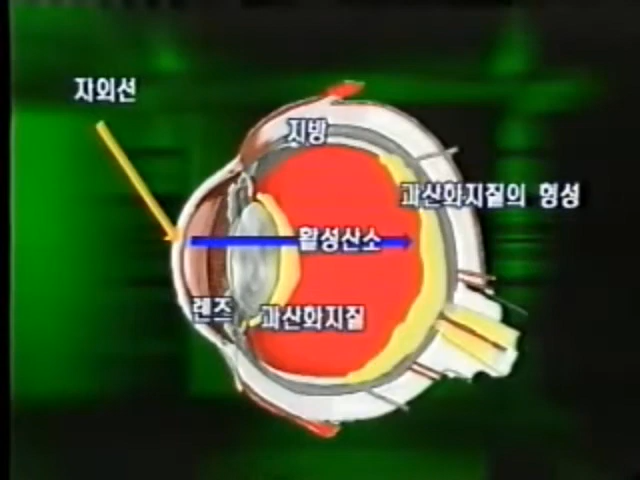 자외선
지방
과산화지질의 형성
활성산소
렌즈
과산화지질